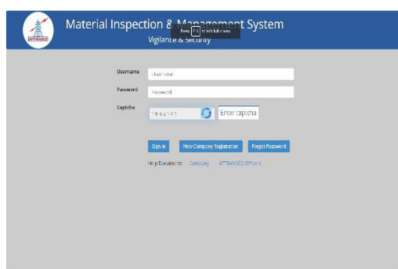 Material Inspection & Management System
Vigilance & Security
Username
Username
Password
Password
Captcha
Enter captcha
Sign in New Company Registration Forgot Password
Help Documents Company